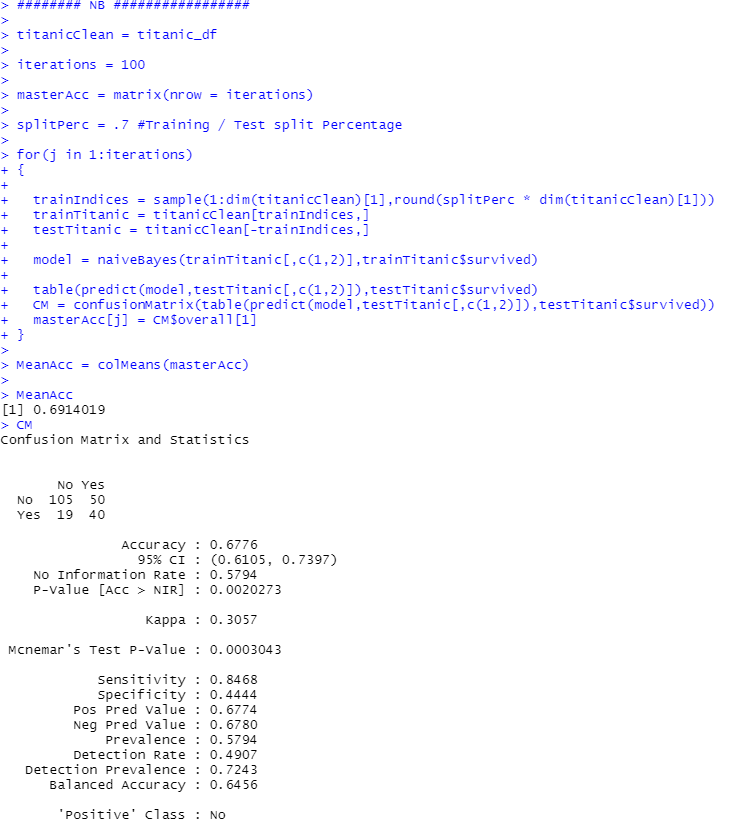 > ######## NB #################
>
> titanicClean = titanic_df
>
> iterations = 100
>
> masterAcc = matrix(nrow = iterations)
>
> splitPerc = .7 #Training / Test split Percentage
>
> for(j in 1:iterations)
+ {
+
+   trainIndices = sample(1:dim(titanicClean)[1],round(splitPerc * dim(titanicClean)[1]))
+   trainTitanic = titanicClean[trainIndices,]
+   testTitanic = titanicClean[-trainIndices,]
+
+   model = naiveBayes(trainTitanic[,c(1,2)],trainTitanic$survived)
+
+   table(predict(model,testTitanic[,c(1,2)]),testTitanic$survived)
+   CM = confusionMatrix(table(predict(model,testTitanic[,c(1,2)]),testTitanic$survived))
+   masterAcc[j] = CM$overall[1]
+ }
>
> MeanAcc = colMeans(masterAcc)
>
> MeanAcc
[1] 0.6914019
> CM
Confusion Matrix and Statistics
No Yes
No 105 50
Yes 19 40
Accuracy : 0.6776
95% CI : (0.6105, 0.7397)
No Information Rate : 0.5794
P-Value [Acc > NIR] : 0.0020273
Kappa : 0.3057
Mcnemar's Test P-Value : 0.0003043
Sensitivity : 0.8468
Specificity : 0.4444
Pos Pred Value : 0.6774
Neg Pred Value : 0.6780
Prevalence : 0.5794
Detection Rate : 0.4907
Detection Prevalence : 0.7243
Balanced Accuracy : 0.6456
'Positive' Class : No